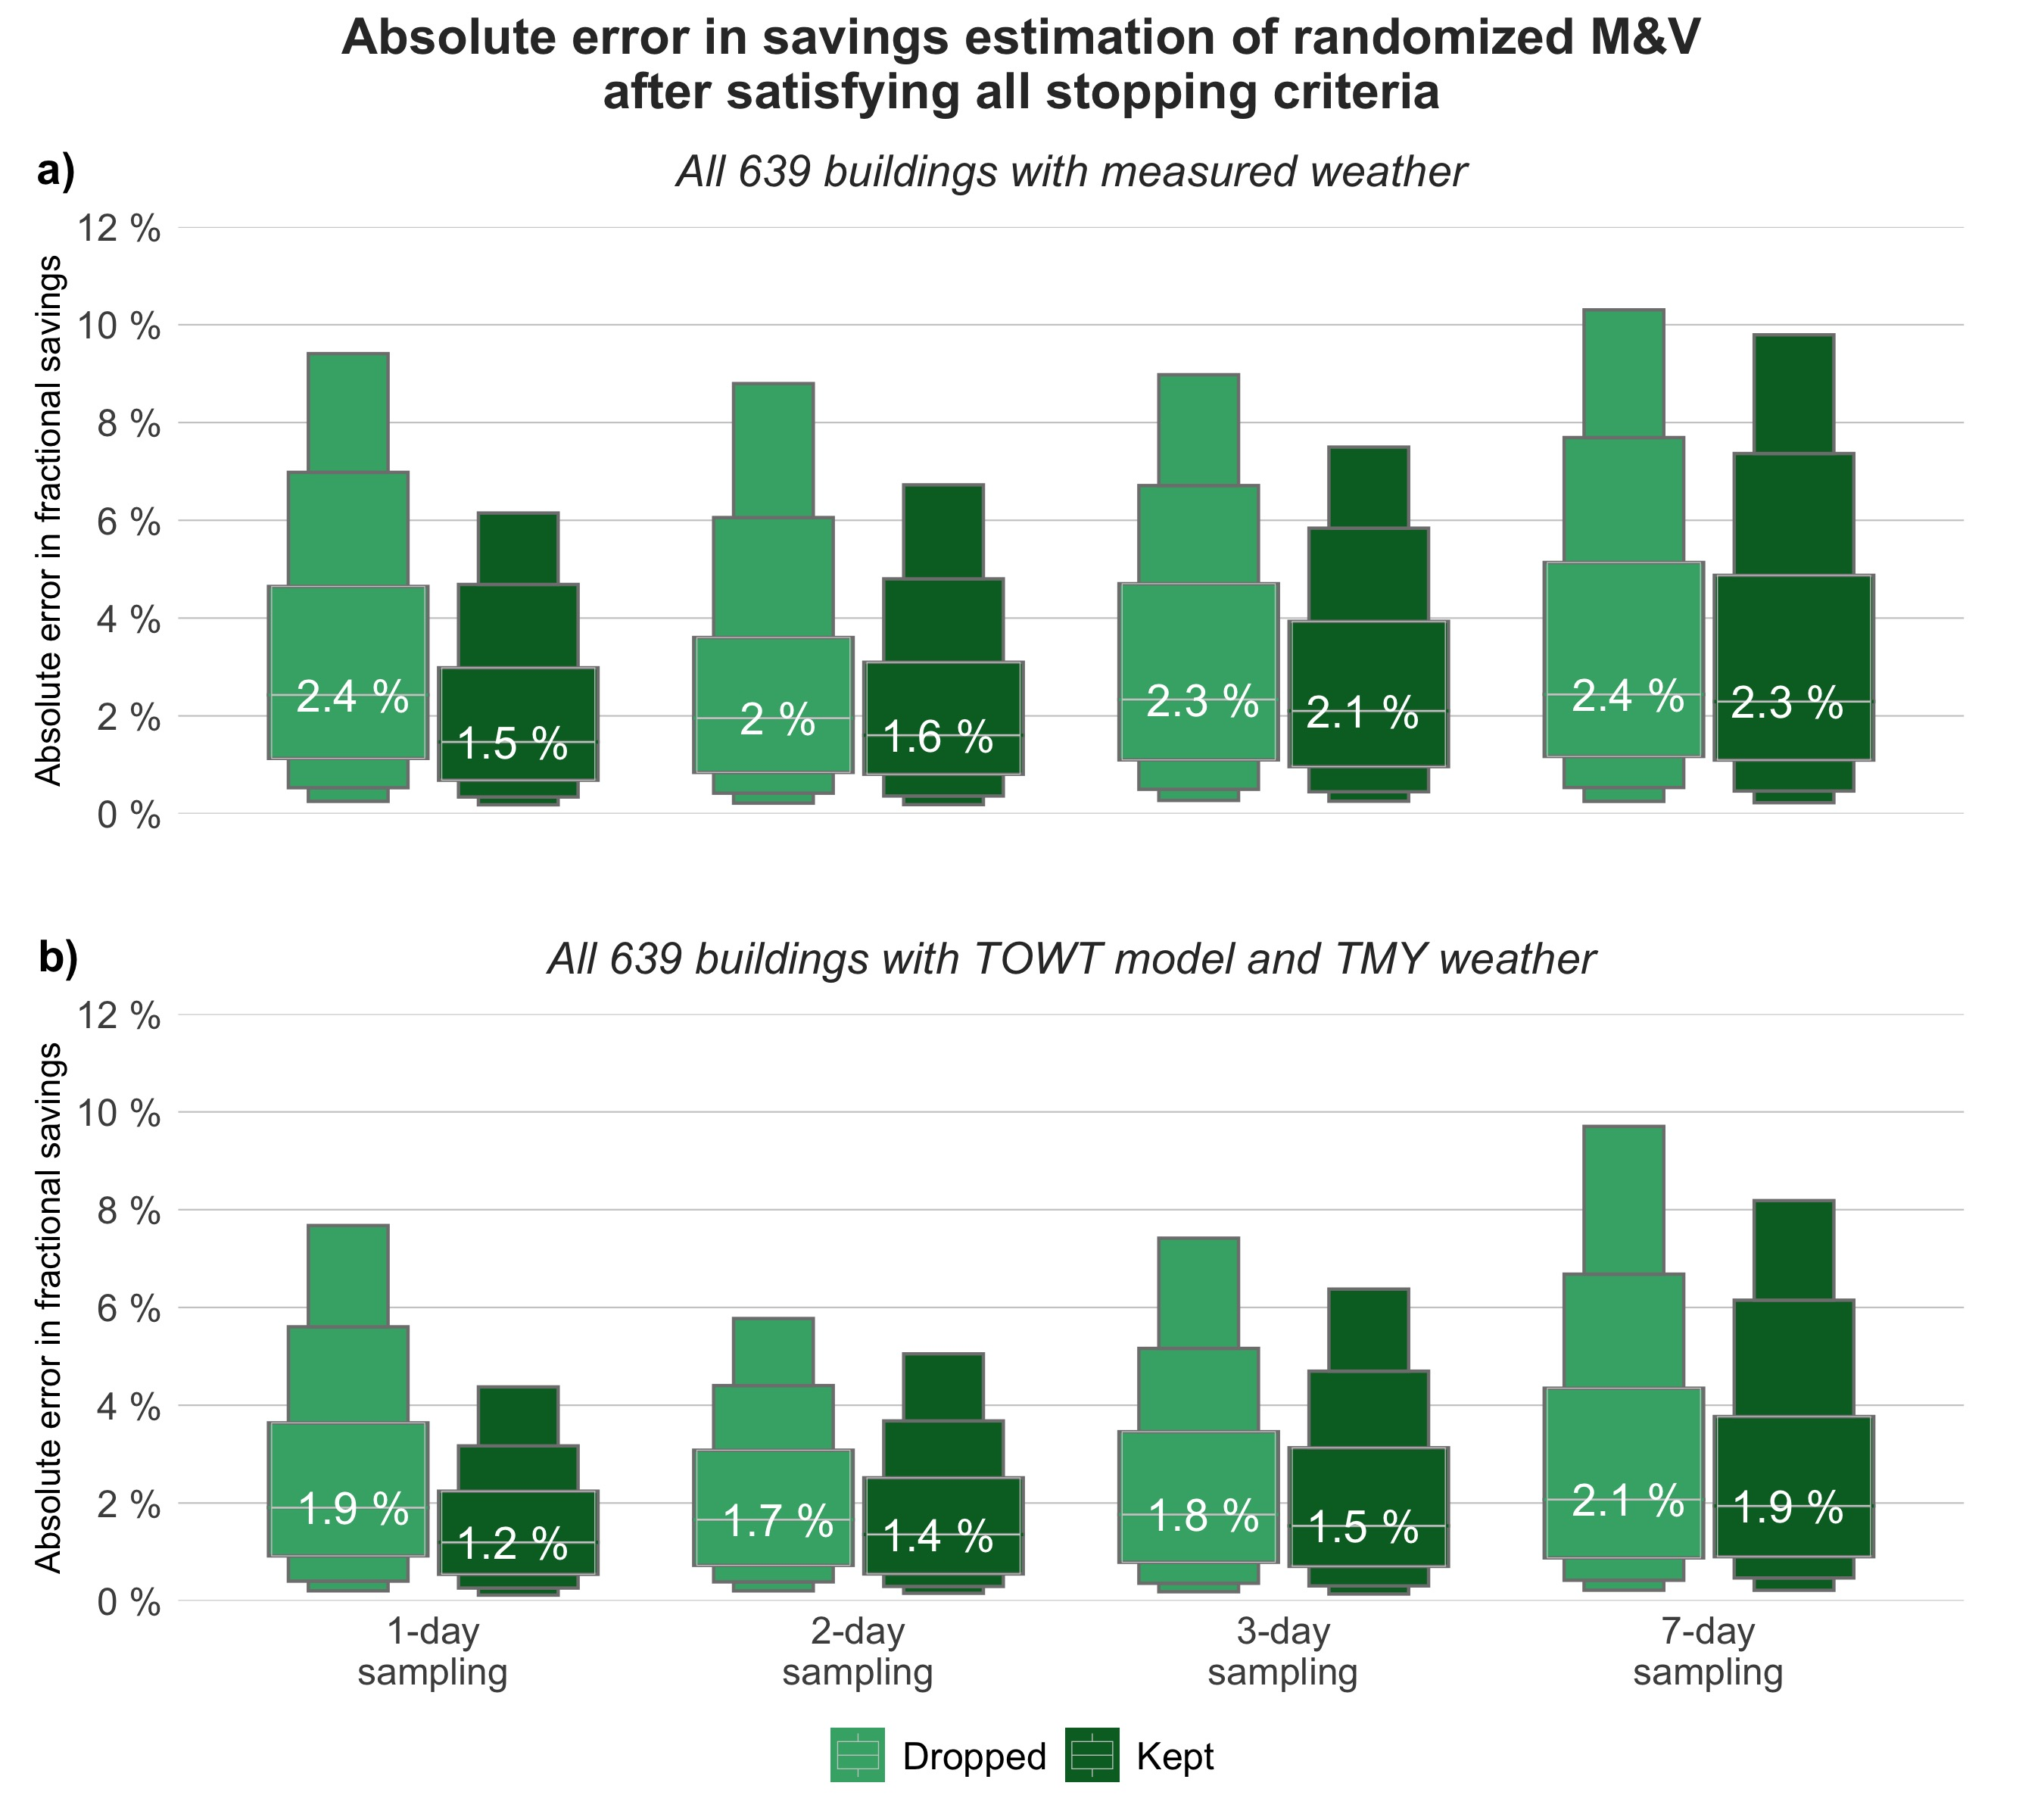 Absolute error in savings estimation of randomized M&V
after satisfying all stopping criteria
a)
All 639 buildings with measured weather
Absolute error in fractional savings
12 %
10 %
8 %
6 %
4 %
2 %
0 %
2.4 %
1.5 %
2 %
1.6 %
2.3 %
2.1 %
2.4 %
2.3 %
b)
All 639 buildings with TOWT model and TMY weather
Absolute error in fractional savings
12 %
10 %
8 %
6 %
4 %
2 %
0 %
1.9 %
1.2 %
1.7 %
1.4 %
1.8 %
1.5 %
2.1 %
1.9 %
1-day
sampling
2-day
sampling
3-day
sampling
7-day
sampling
Dropped
Kept